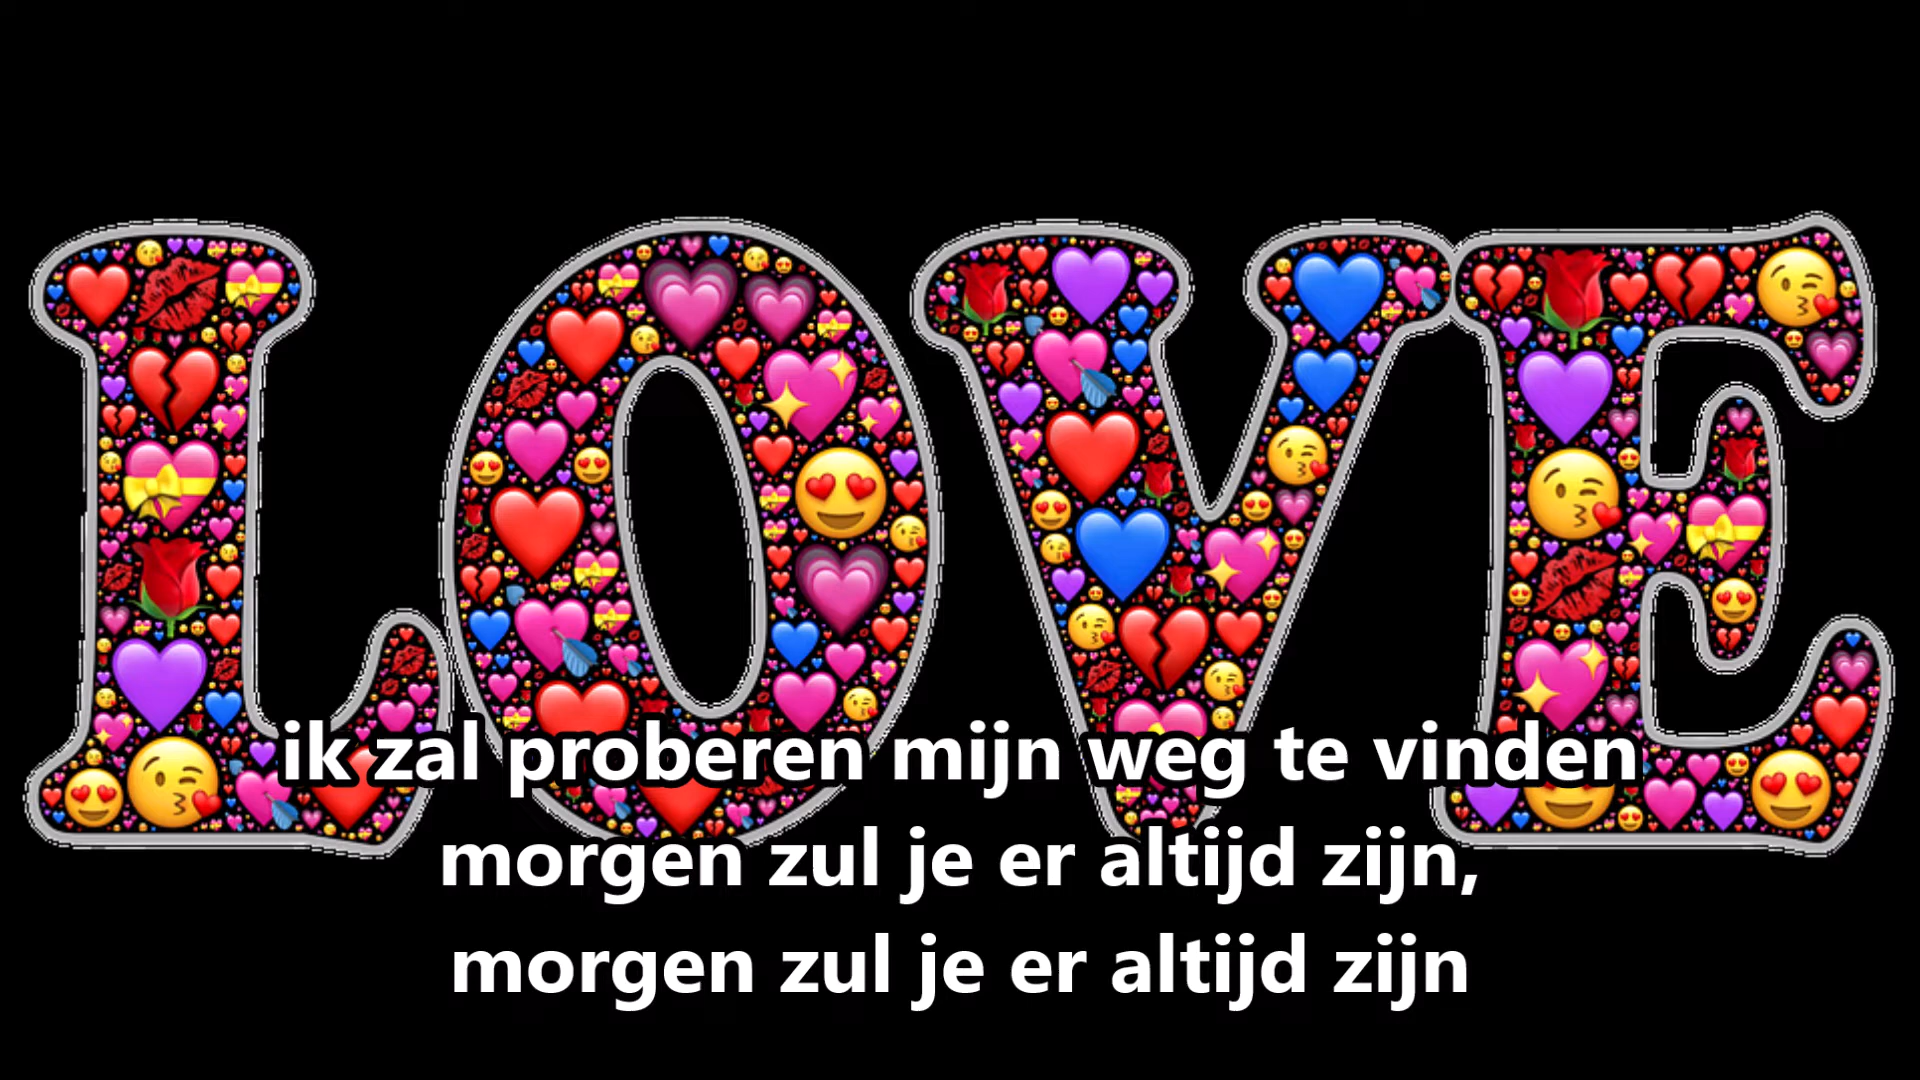 LOVE
ik zal proberen mijn weg te vinden
morgen zul je er altijd zijn,
morgen zul je er altijd zijn